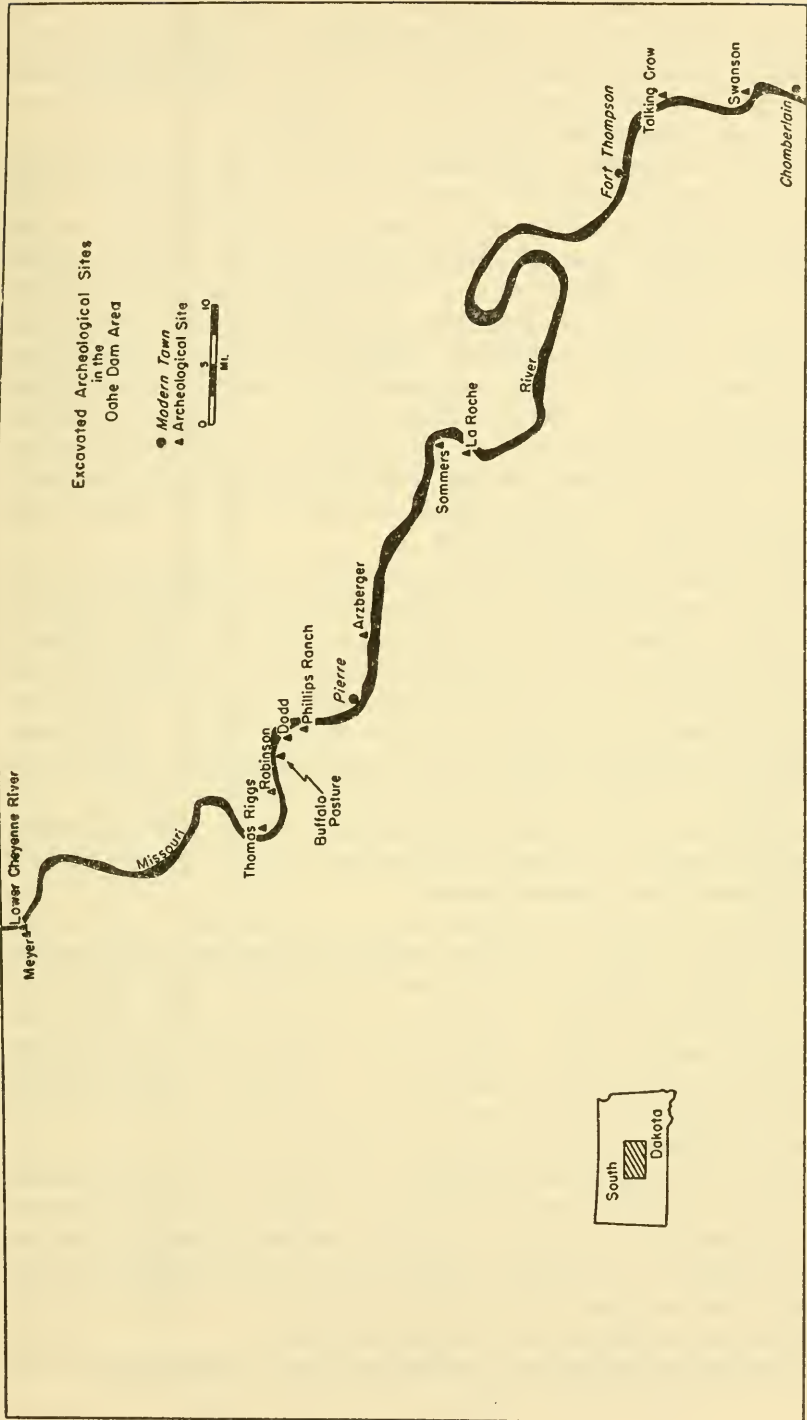 Excavated Archeological Sites
in the
Oahe Dam Area
Modern Town
Archeological Site
0 5 10
MI.
Lower Cheyenne River
Meyer
Missouri
Thomas Riggs
Robinson
Buffalo
Pasture
Dodd
Phillips Ranch
Pierre
Arzberger
Sommers
La Roche
River
Fort Thompson
Talking Crow
Swanson
Chamberlain
South
Dakota